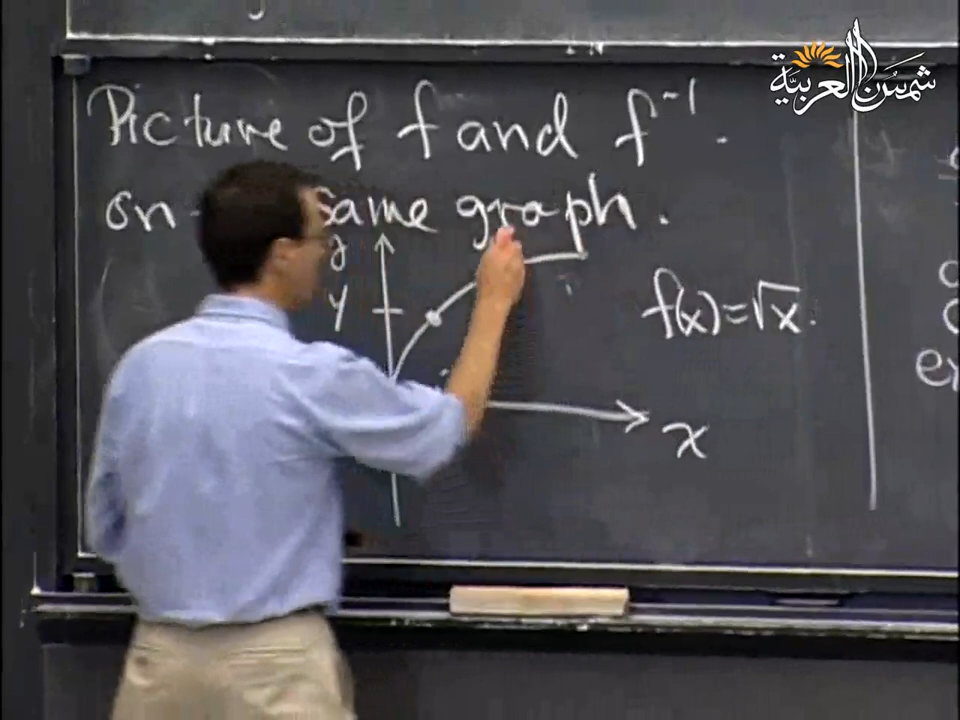 شمس العربية
Picture of f and f⁻¹.
on same graph.
y
y
f(x)=√x.
x